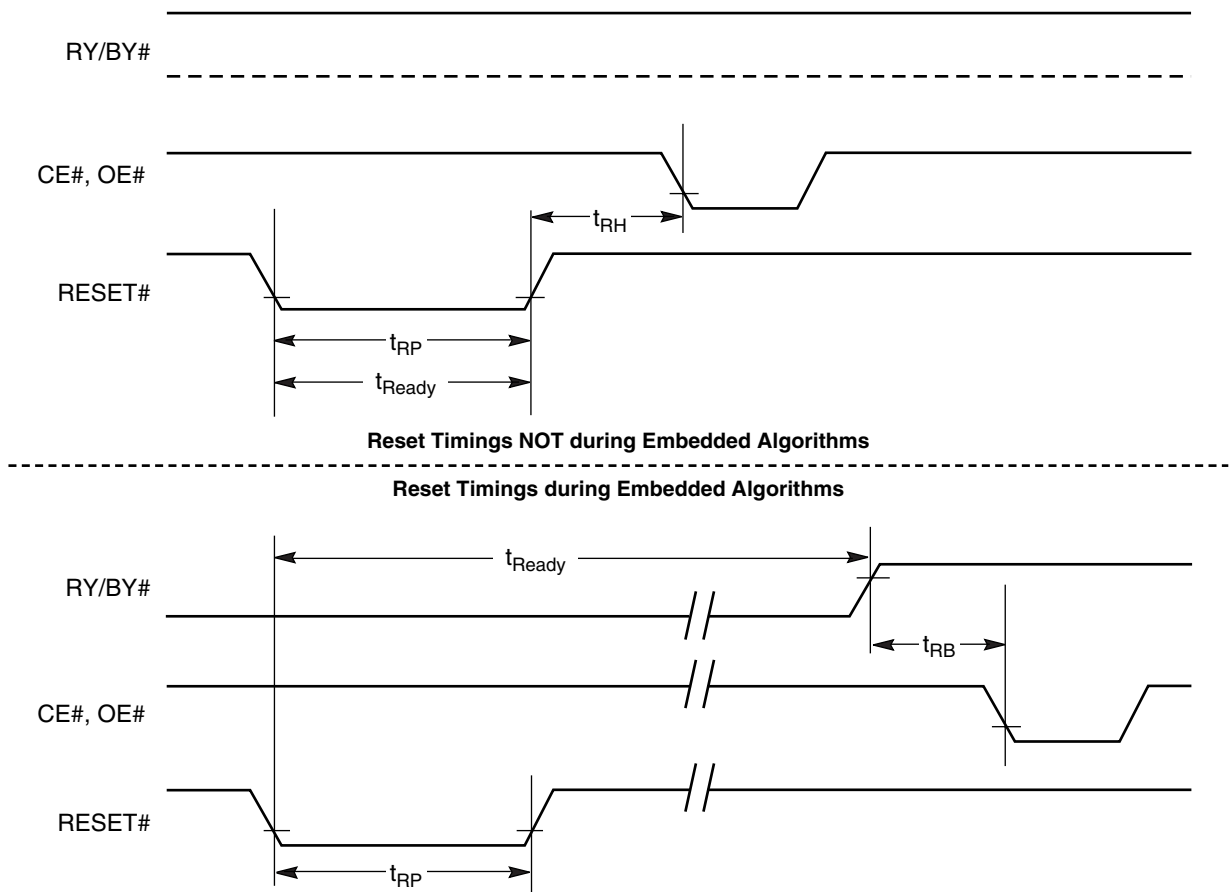 RY/BY#
CE#, OE#
tRH
RESET#
tRP
tReady
Reset Timings NOT during Embedded Algorithms
Reset Timings during Embedded Algorithms
tReady
RY/BY#
tRB
CE#, OE#
RESET#
tRP